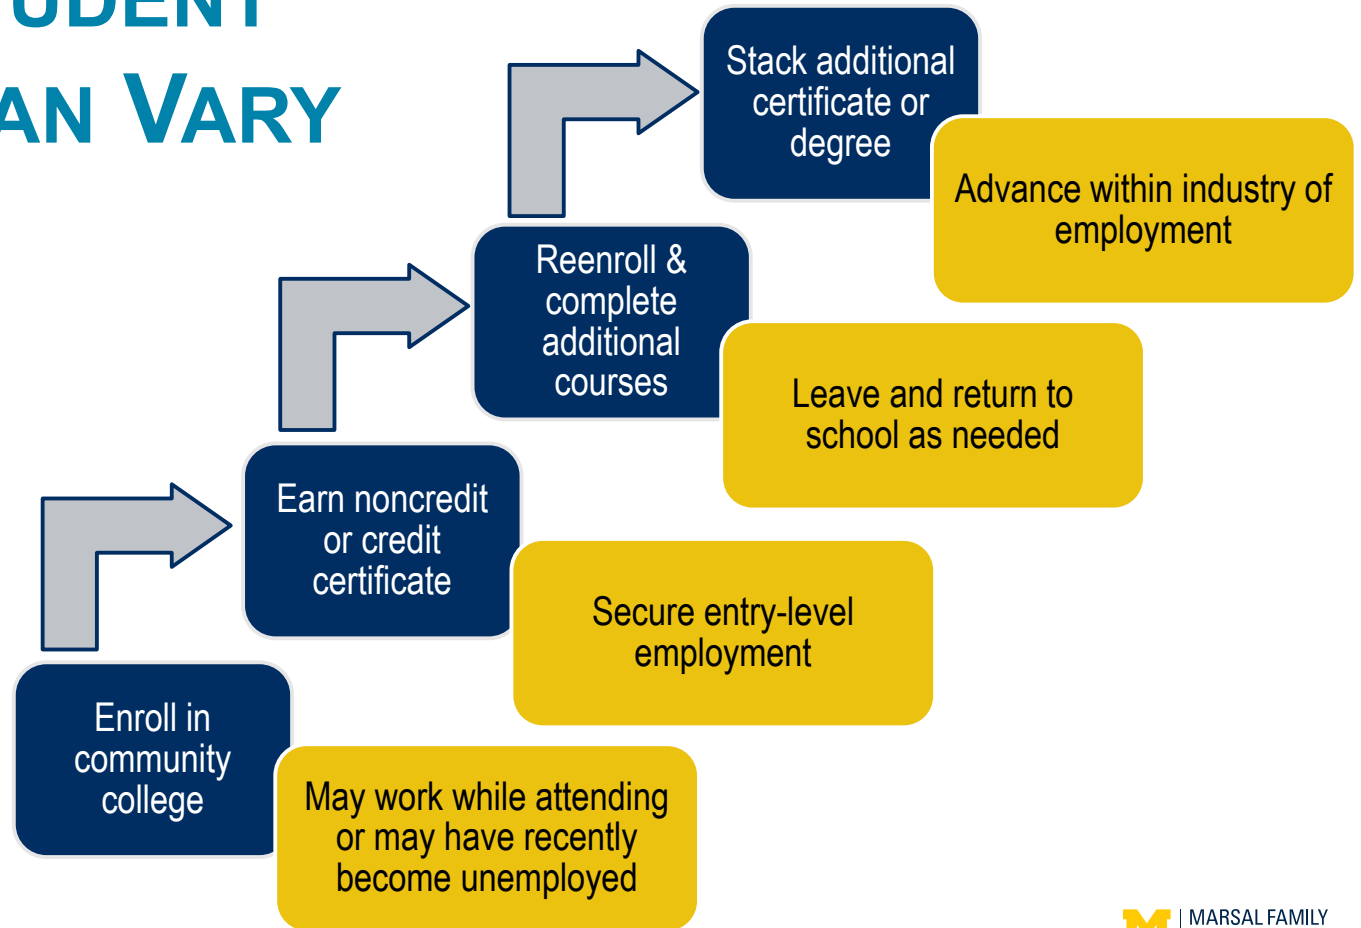 AN VARY
Stack additional
certificate or
degree
Advance within industry of
employment
Reenroll &
complete
additional
courses
Leave and return to
school as needed
Earn noncredit
or credit
certificate
Secure entry-level
employment
Enroll in
community
college
May work while attending
or may have recently
become unemployed
M | MARSAL FAMILY